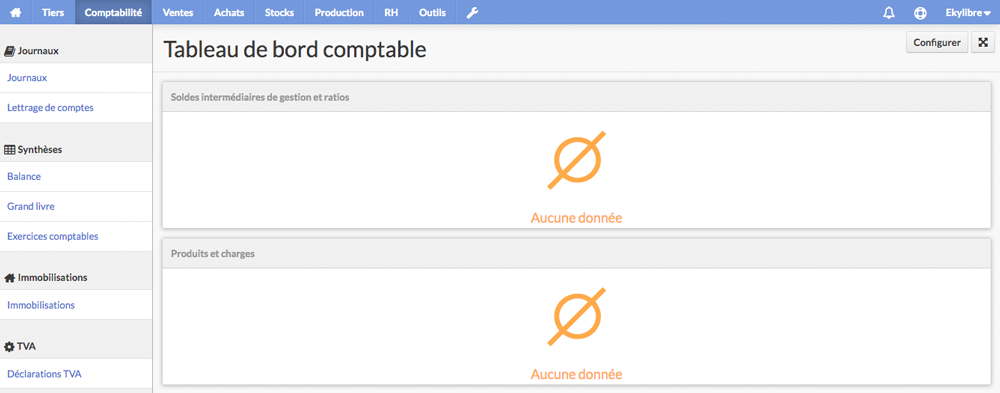 Tiers Comptabilité Ventes Achats Stocks Production RH Outils Ekylibre
Journaux
Journaux
Lettrage de comptes
Synthèses
Balance
Grand livre
Exercices comptables
Immobilisations
Immobilisations
TVA
Déclarations TVA
Tableau de bord comptable
Configurer
Soldes intermédiaires de gestion et ratios
Aucune donnée
Produits et charges
Aucune donnée